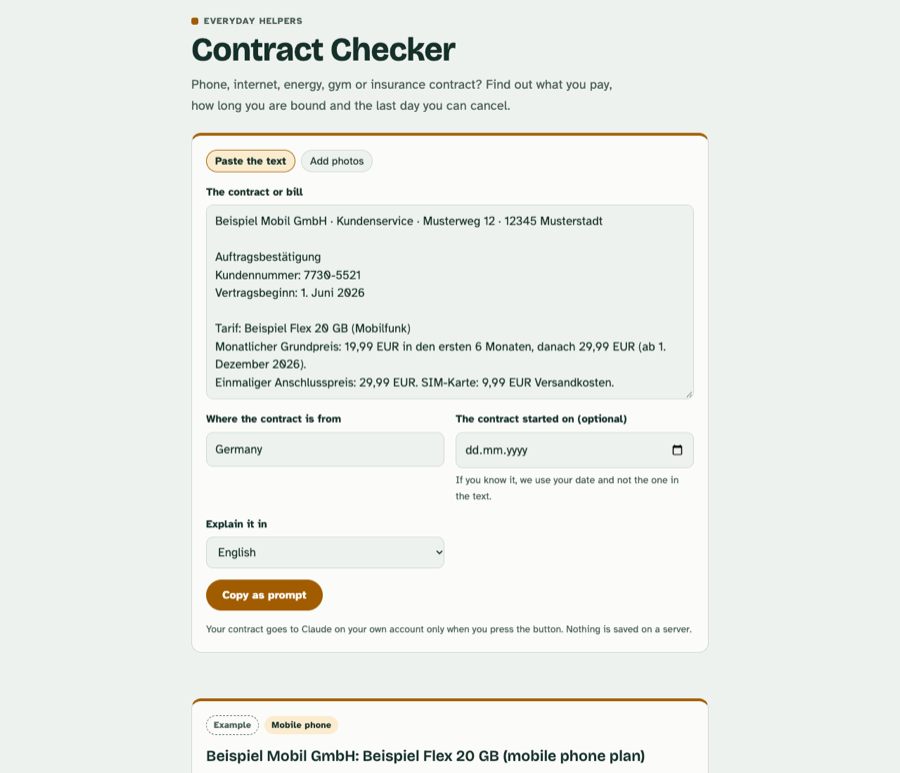 EVERYDAY HELPERS
Contract Checker
Phone, internet, energy, gym or insurance contract? Find out what you pay,
how long you are bound and the last day you can cancel.
Paste the text
Add photos
The contract or bill
Beispiel Mobil GmbH · Kundenservice · Musterweg 12 · 12345 Musterstadt
Auftragsbestätigung
Kundennummer: 7730-5521
Vertragsbeginn: 1. Juni 2026
Tarif: Beispiel Flex 20 GB (Mobilfunk)
Monatlicher Grundpreis: 19,99 EUR in den ersten 6 Monaten, danach 29,99 EUR (ab 1.
Dezember 2026).
Einmaliger Anschlusspreis: 29,99 EUR. SIM-Karte: 9,99 EUR Versandkosten.
Where the contract is from
Germany
The contract started on (optional)
dd.mm.yyyy
If you know it, we use your date and not the one in
the text.
Explain it in
English
Copy as prompt
Your contract goes to Claude on your own account only when you press the button. Nothing is saved on a server.
Example
Mobile phone
Beispiel Mobil GmbH: Beispiel Flex 20 GB (mobile phone plan)